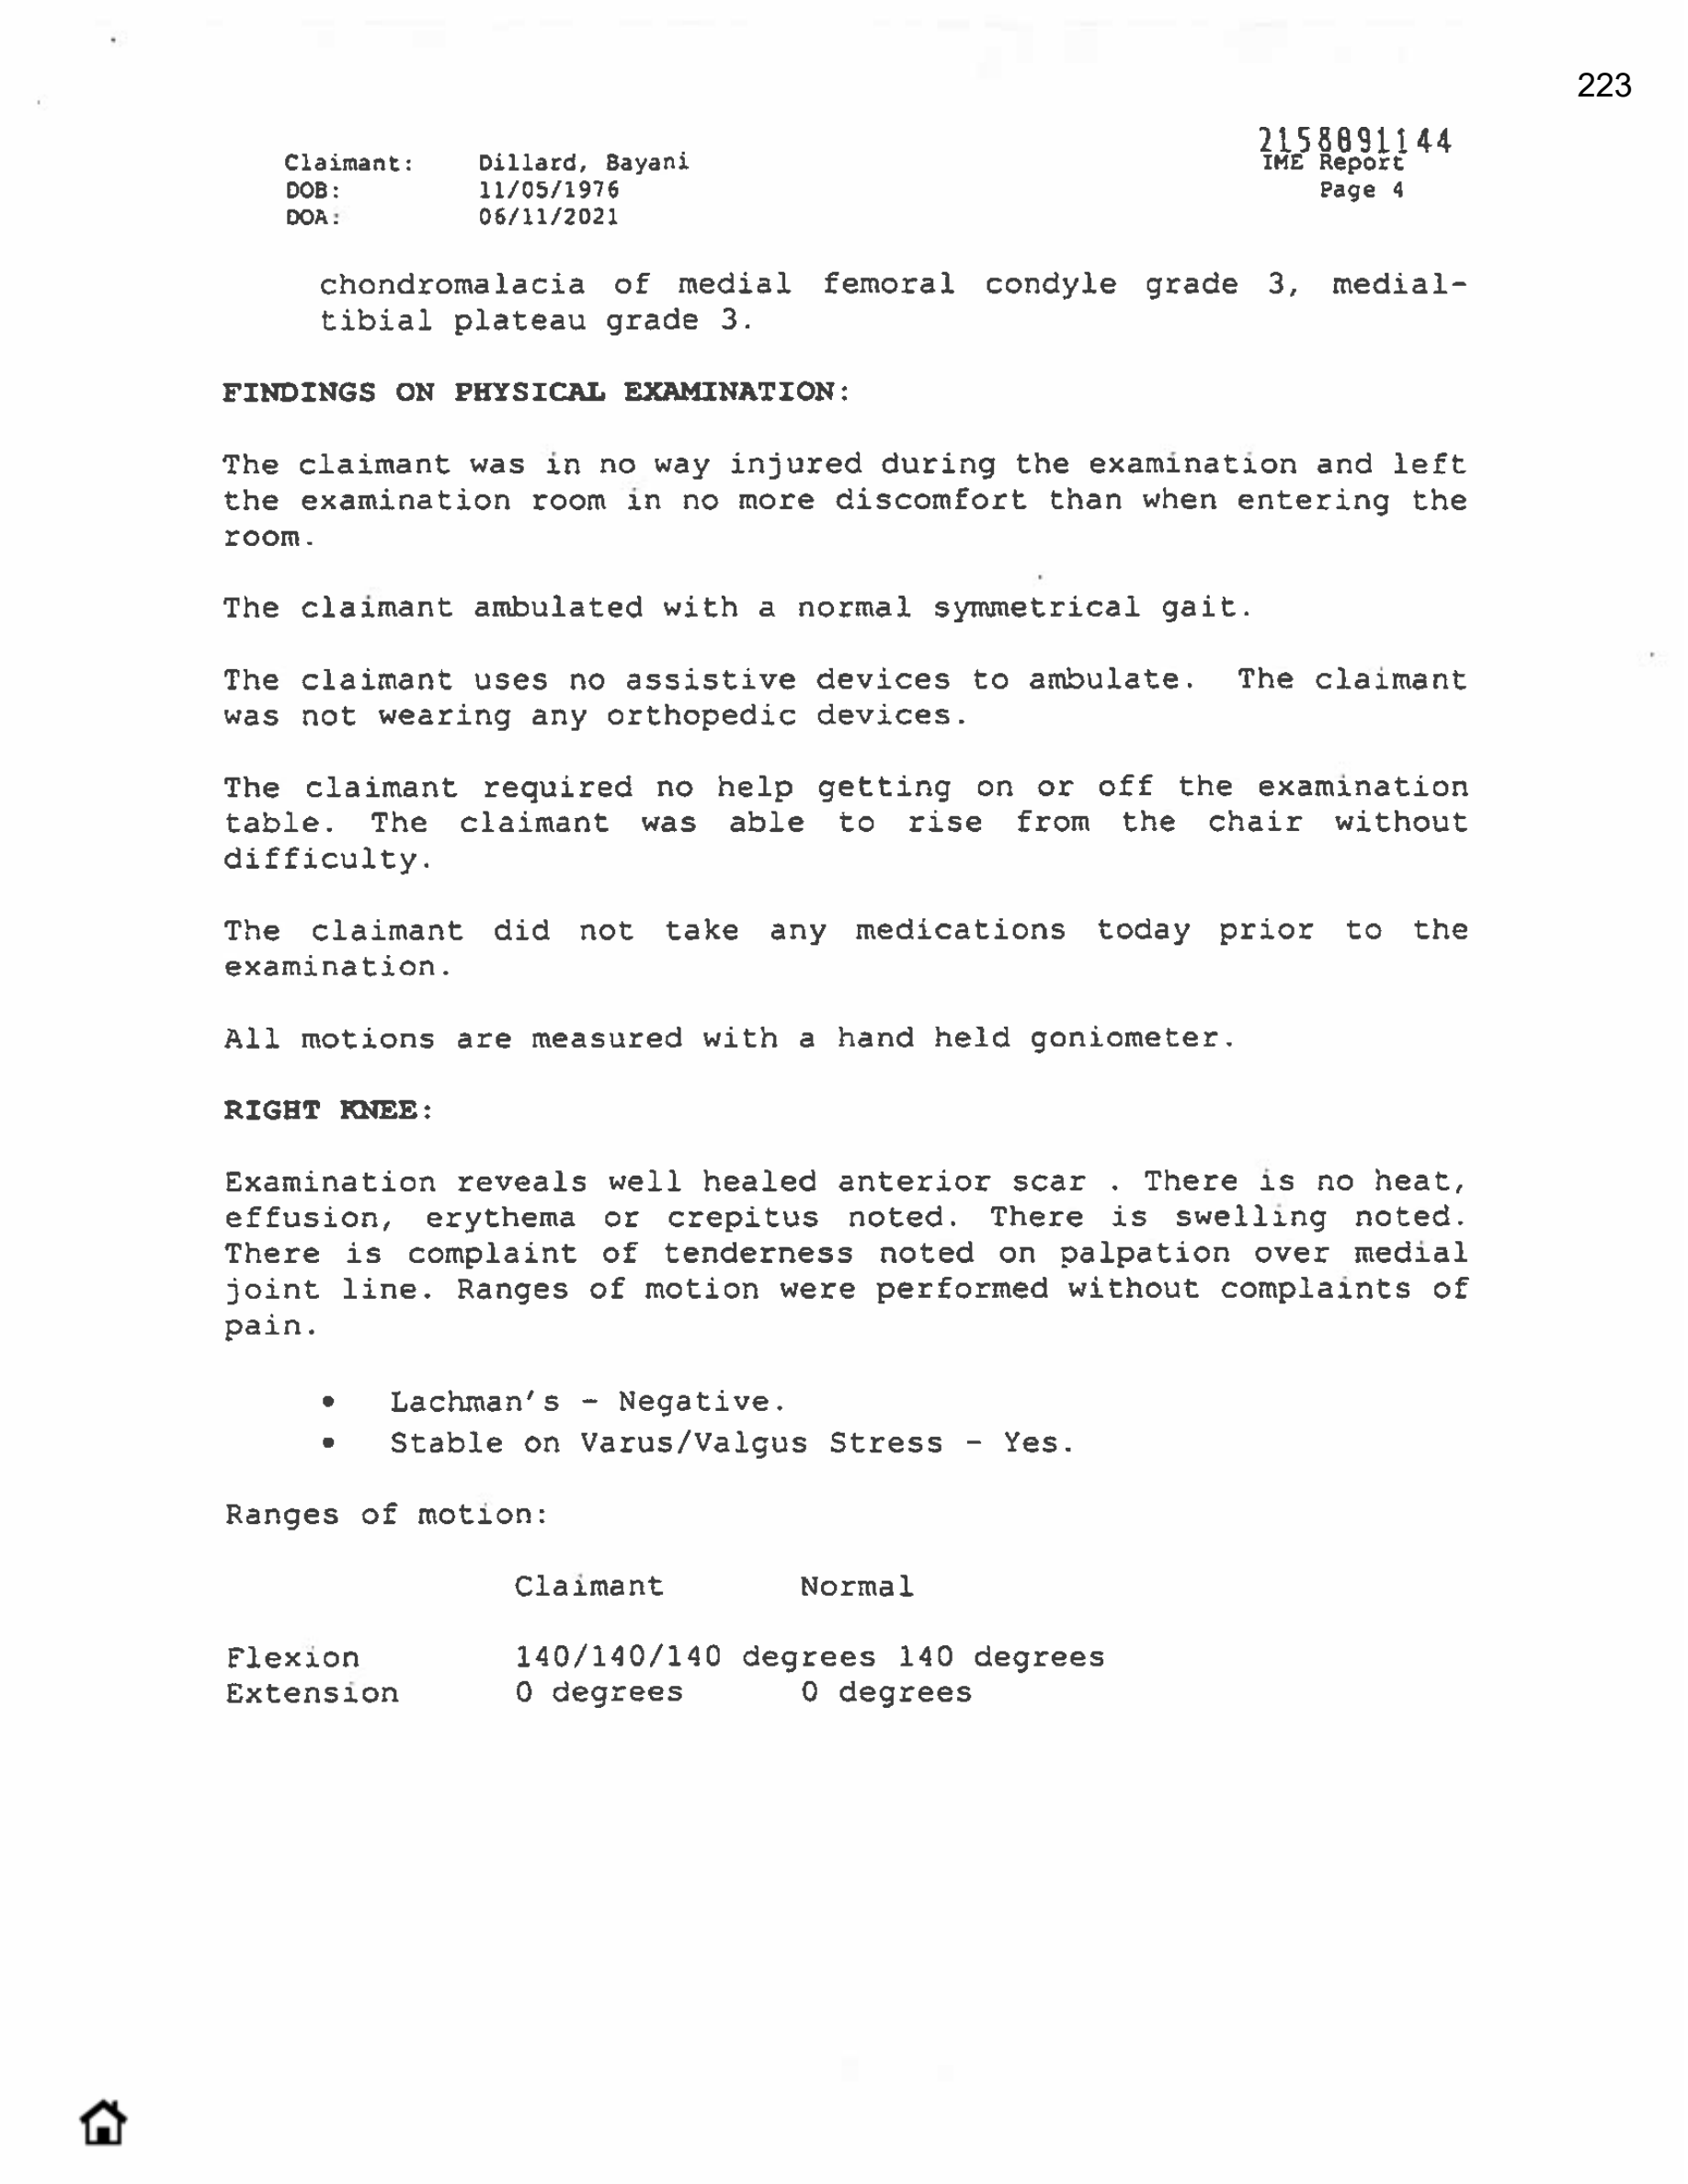 223
2158091144
Claimant: Dillard, Bayani IME Report
DOB: 11/05/1976 Page 4
DOA: 06/11/2021
chondromalacia of medial femoral condyle grade 3, medial-
tibial plateau grade 3.
FINDINGS ON PHYSICAL EXAMINATION:
The claimant was in no way injured during the examination and left
the examination room in no more discomfort than when entering the
room.
The claimant ambulated with a normal symmetrical gait.
The claimant uses no assistive devices to ambulate. The claimant
was not wearing any orthopedic devices.
The claimant required no help getting on or off the examination
table. The claimant was able to rise from the chair without
difficulty.
The claimant did not take any medications today prior to the
examination.
All motions are measured with a hand held goniometer.
RIGHT KNEE:
Examination reveals well healed anterior scar . There is no heat,
effusion, erythema or crepitus noted. There is swelling noted.
There is complaint of tenderness noted on palpation over medial
joint line. Ranges of motion were performed without complaints of
pain.
• Lachman's - Negative.
• Stable on Varus/Valgus Stress - Yes.
Ranges of motion:
Claimant Normal
Flexion 140/140/140 degrees 140 degrees
Extension 0 degrees 0 degrees